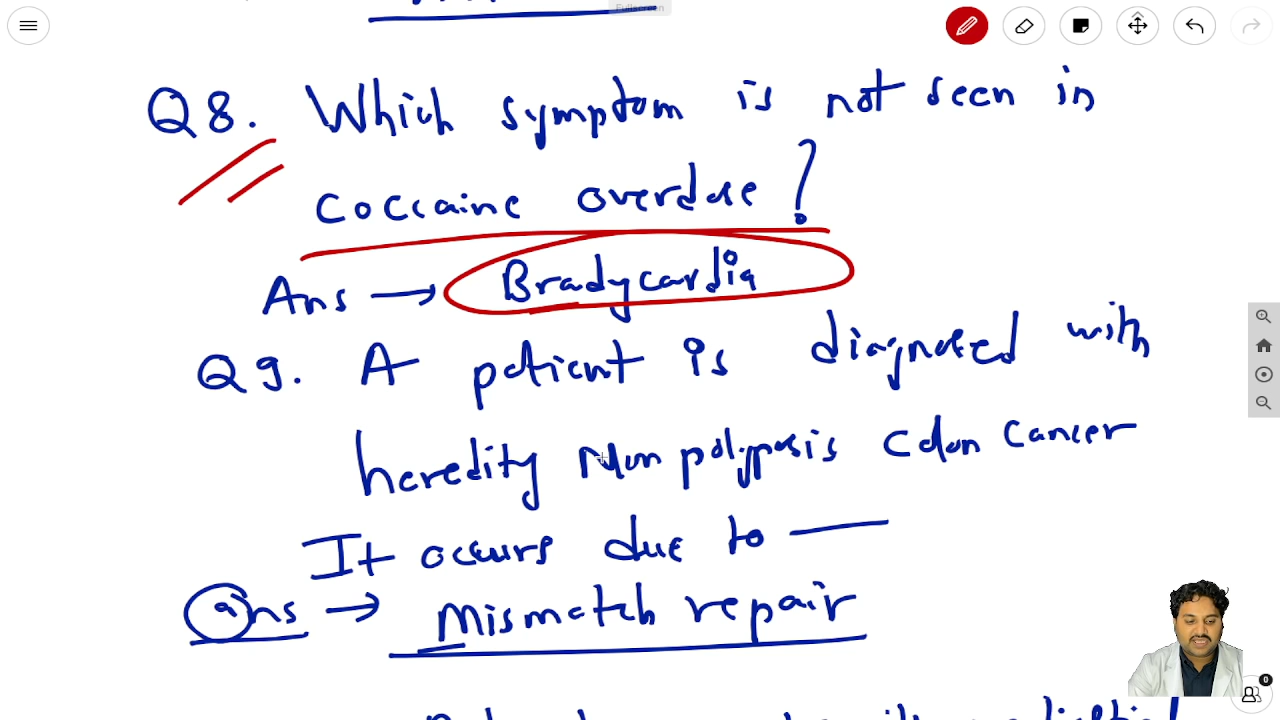 Q8. Which symptom is not seen in
coccaine overdose?
Ans → Bradycardia
Q9. A patient is diagnosed with
heredity Non polyposis colon cancer
It occurs due to —
ans → Mismatch repair
0